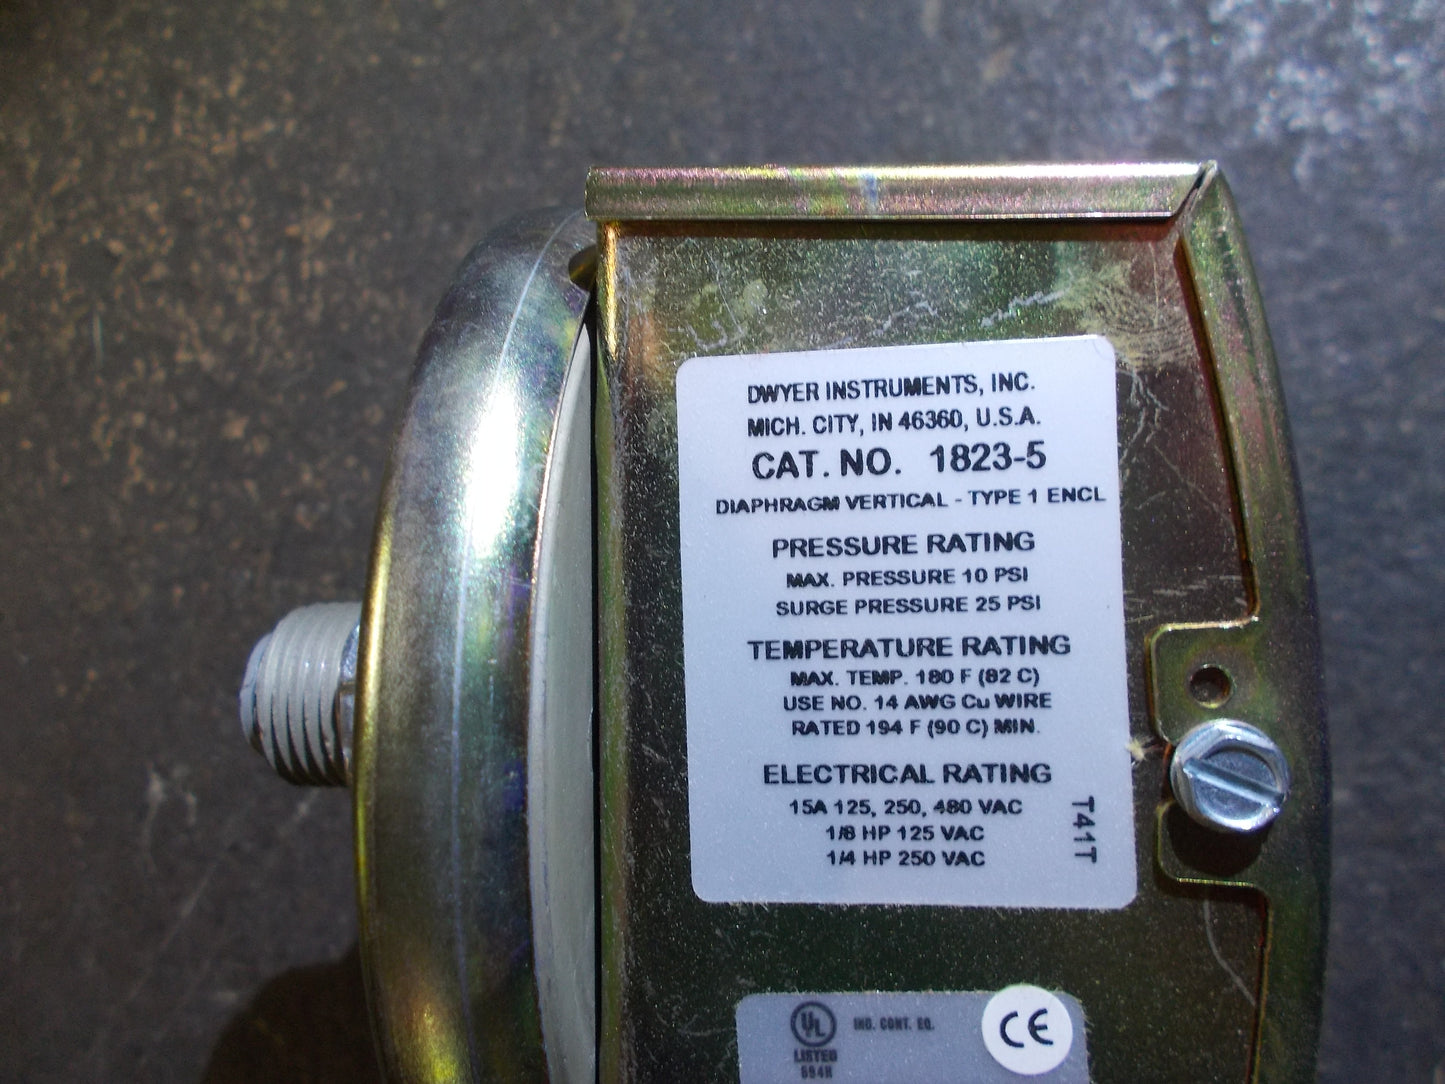 DWYER INSTRUMENTS, INC.
MICH. CITY, IN 46360, U.S.A.
CAT. NO. 1823-5
DIAPHRAGM VERTICAL - TYPE 1 ENCL
PRESSURE RATING
MAX. PRESSURE 10 PSI
SURGE PRESSURE 25 PSI
TEMPERATURE RATING
MAX. TEMP. 180 F (82 C)
USE NO. 14 AWG Cu WIRE
RATED 194 F (90 C) MIN.
ELECTRICAL RATING
15A 125, 250, 480 VAC
1/8 HP 125 VAC
1/4 HP 250 VAC
T41T
UL
LISTED
594H
IND. CONT. EQ.
CE